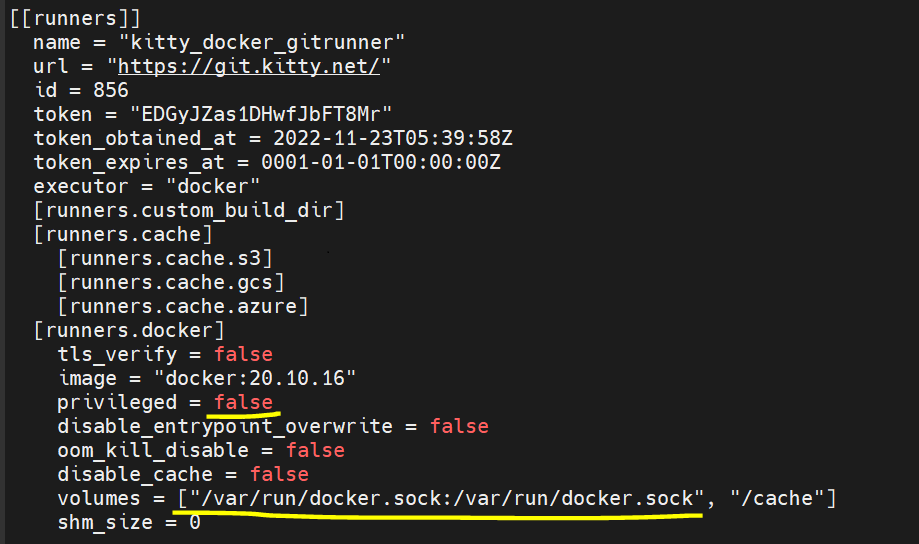 [[runners]]
name = "kitty_docker_gitrunner"
url = "https://git.kitty.net/"
id = 856
token = "EDGyJZas1DHwfJbFT8Mr"
token_obtained_at = 2022-11-23T05:39:58Z
token_expires_at = 0001-01-01T00:00:00Z
executor = "docker"
[runners.custom_build_dir]
[runners.cache]
[runners.cache.s3]
[runners.cache.gcs]
[runners.cache.azure]
[runners.docker]
tls_verify = false
image = "docker:20.10.16"
privileged = false
disable_entrypoint_overwrite = false
oom_kill_disable = false
disable_cache = false
volumes = ["/var/run/docker.sock:/var/run/docker.sock", "/cache"]
shm_size = 0